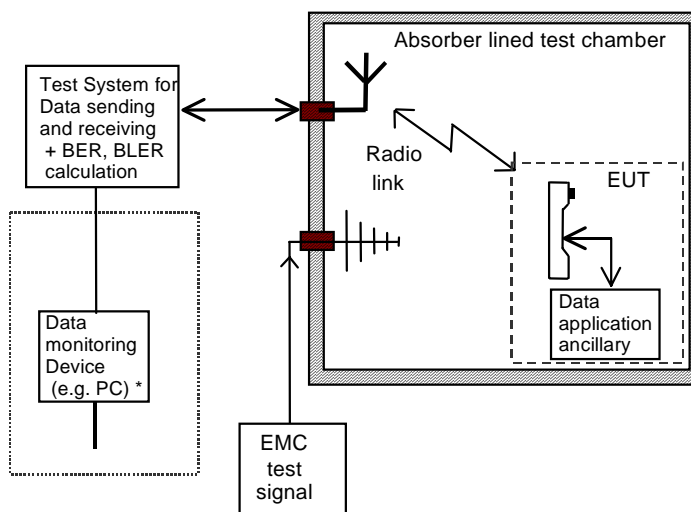 Absorber lined test chamber
Test System for
Data sending
and receiving
+ BER, BLER
calculation
Radio
link
EUT
Data
application
ancillary
Data
monitoring
Device
(e.g. PC) *
EMC
test
signal